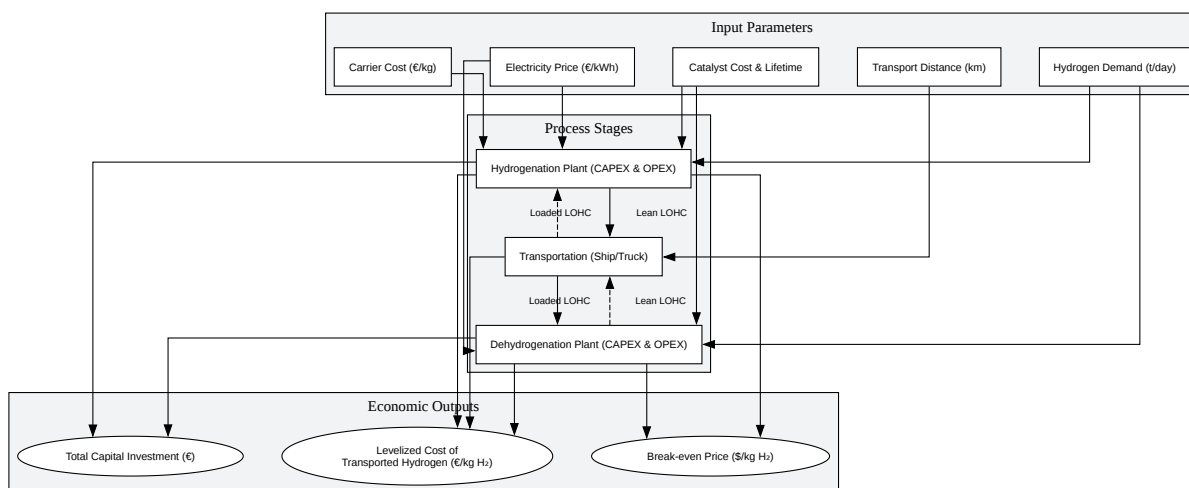 Input Parameters
Carrier Cost (€/kg)
Electricity Price (€/kWh)
Catalyst Cost & Lifetime
Transport Distance (km)
Hydrogen Demand (t/day)
Process Stages
Hydrogenation Plant (CAPEX & OPEX)
Loaded LOHC
Lean LOHC
Transportation (Ship/Truck)
Loaded LOHC
Lean LOHC
Dehydrogenation Plant (CAPEX & OPEX)
Economic Outputs
Total Capital Investment (€)
Levelized Cost of
Transported Hydrogen (€/kg H₂)
Break-even Price ($/kg H₂)